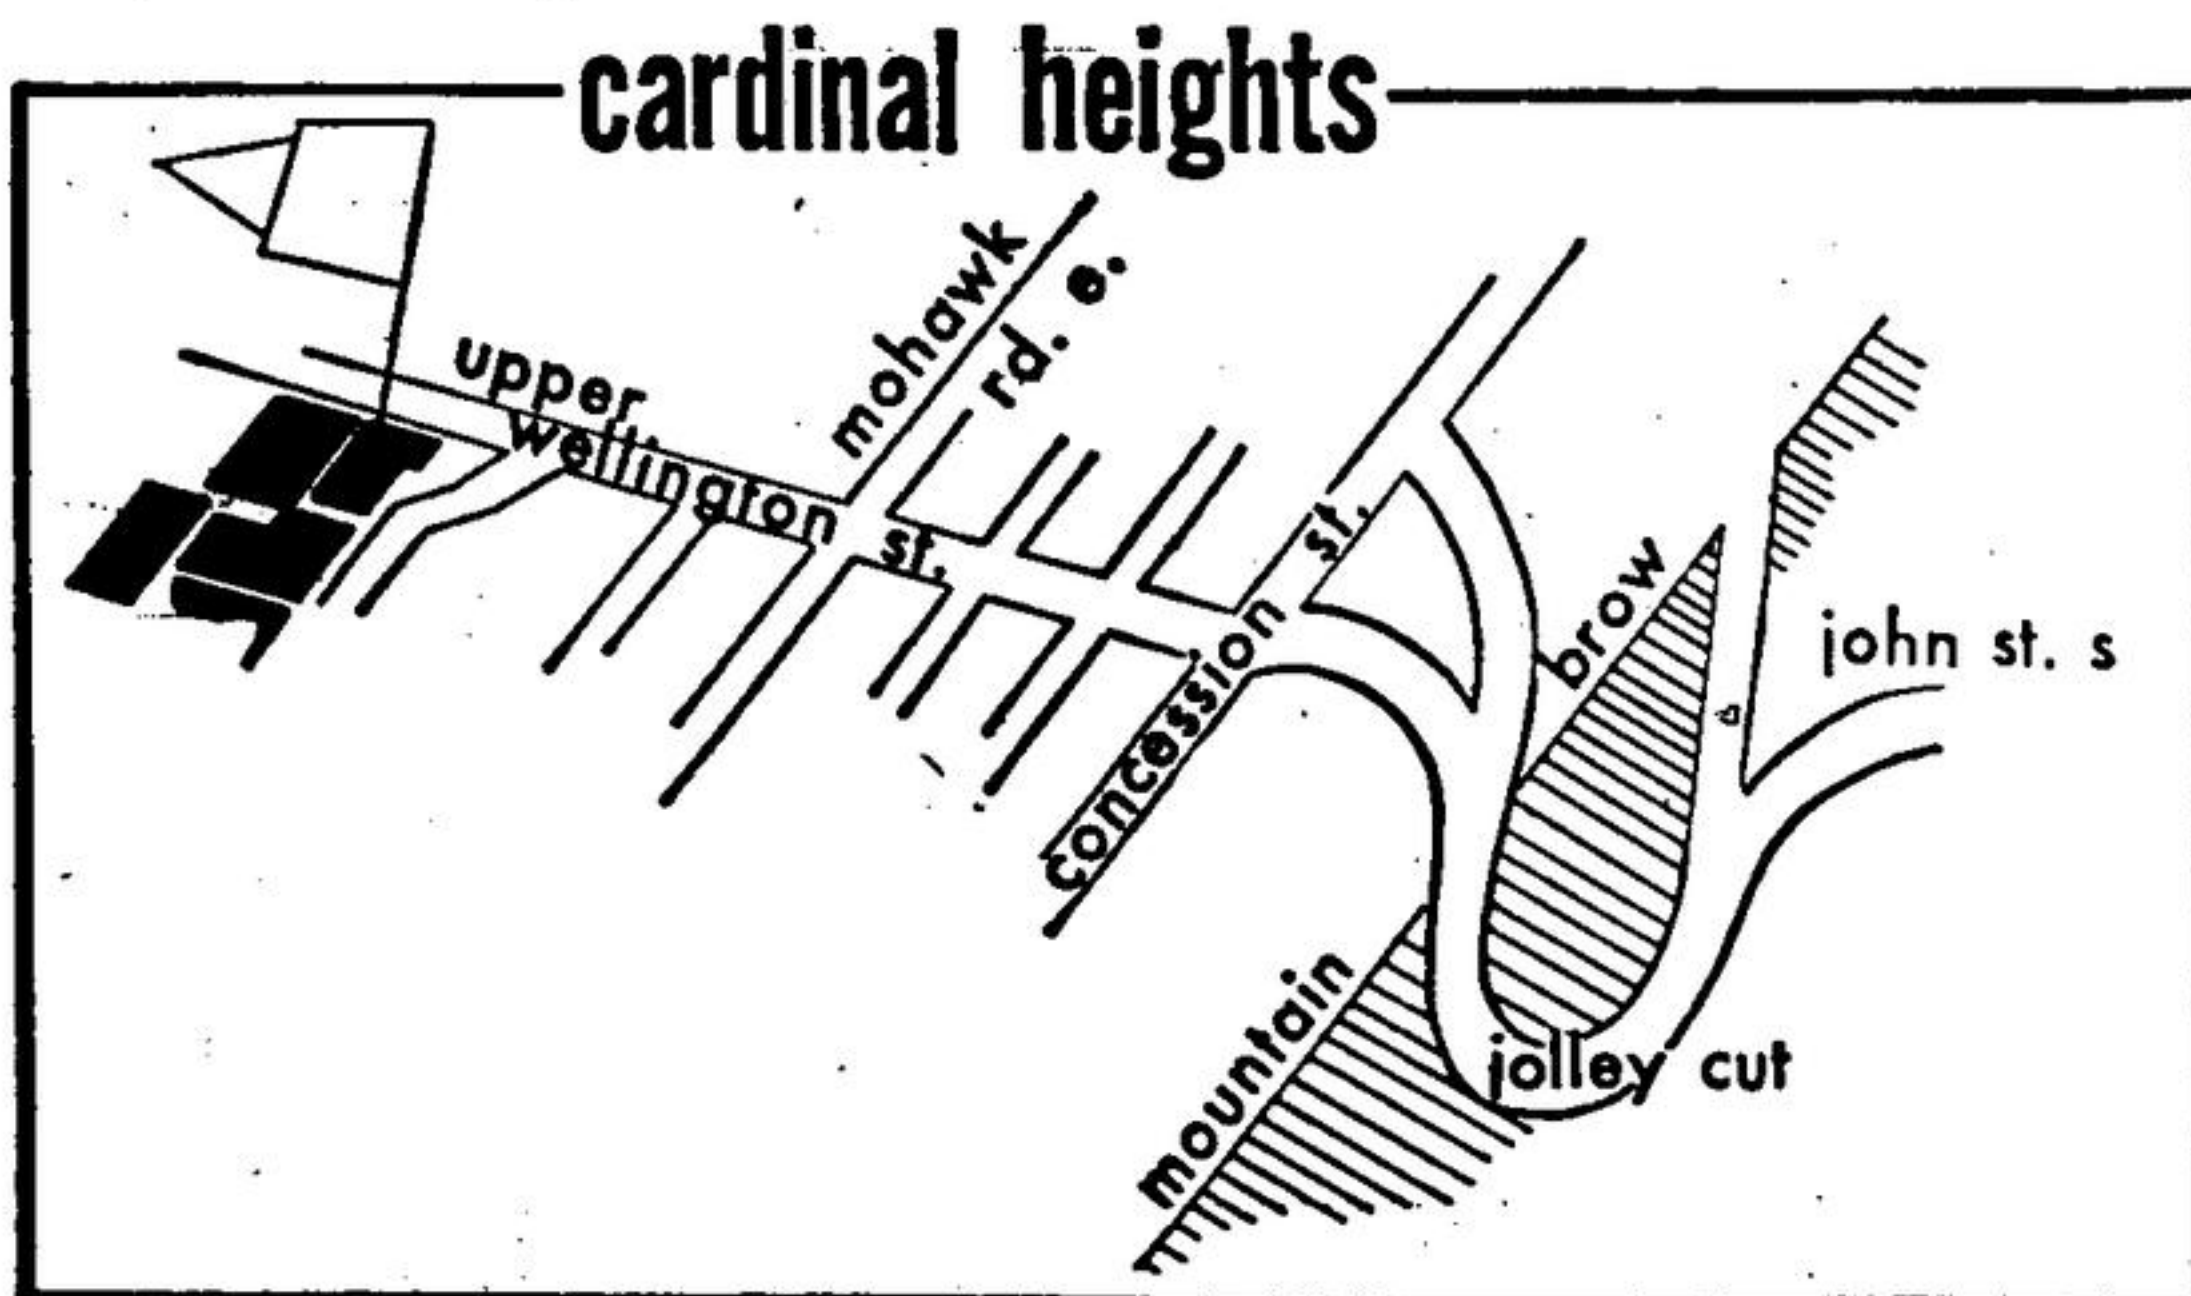 cardinal heights
upper
wellington st.
mohawk
rd. e.
concession st.
brow
john st. s
mountain
jolley cut